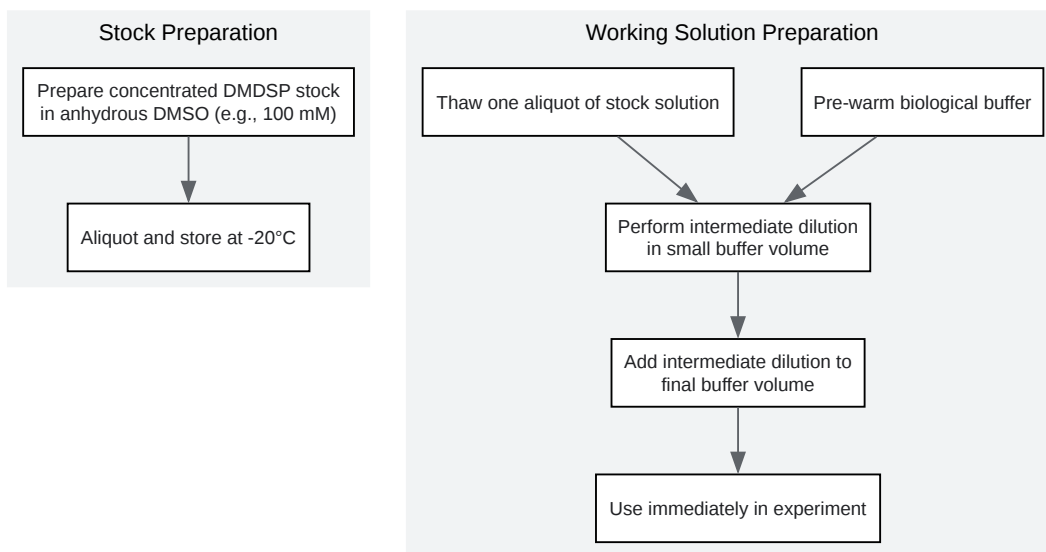 Stock Preparation
Prepare concentrated DMDSP stock
in anhydrous DMSO (e.g., 100 mM)
Aliquot and store at -20°C
Working Solution Preparation
Thaw one aliquot of stock solution
Pre-warm biological buffer
Perform intermediate dilution
in small buffer volume
Add intermediate dilution to
final buffer volume
Use immediately in experiment